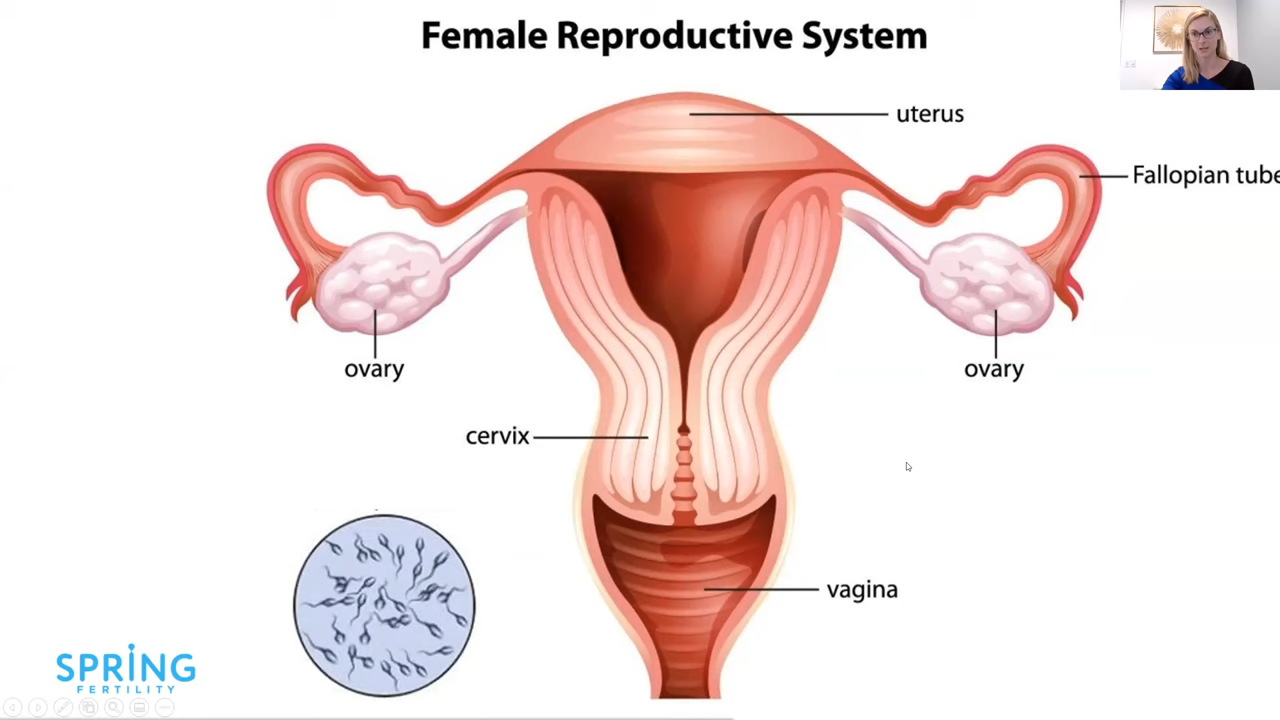 Female Reproductive System
uterus
Fallopian tube
ovary
ovary
cervix
vagina
SPRING
FERTILITY